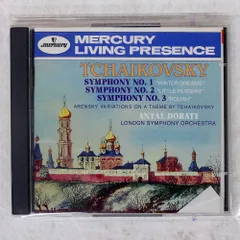 MERCURY
LIVING PRESENCE
mercury
TCHAIKOVSKY
SYMPHONY NO. 1 "WINTER DREAMS"
SYMPHONY NO. 2 "LITTLE RUSSIAN"
SYMPHONY NO. 3 "POLISH"
ARENSKY: VARIATIONS ON A THEME BY TCHAIKOVSKY
ANTAL DORATI
LONDON SYMPHONY ORCHESTRA